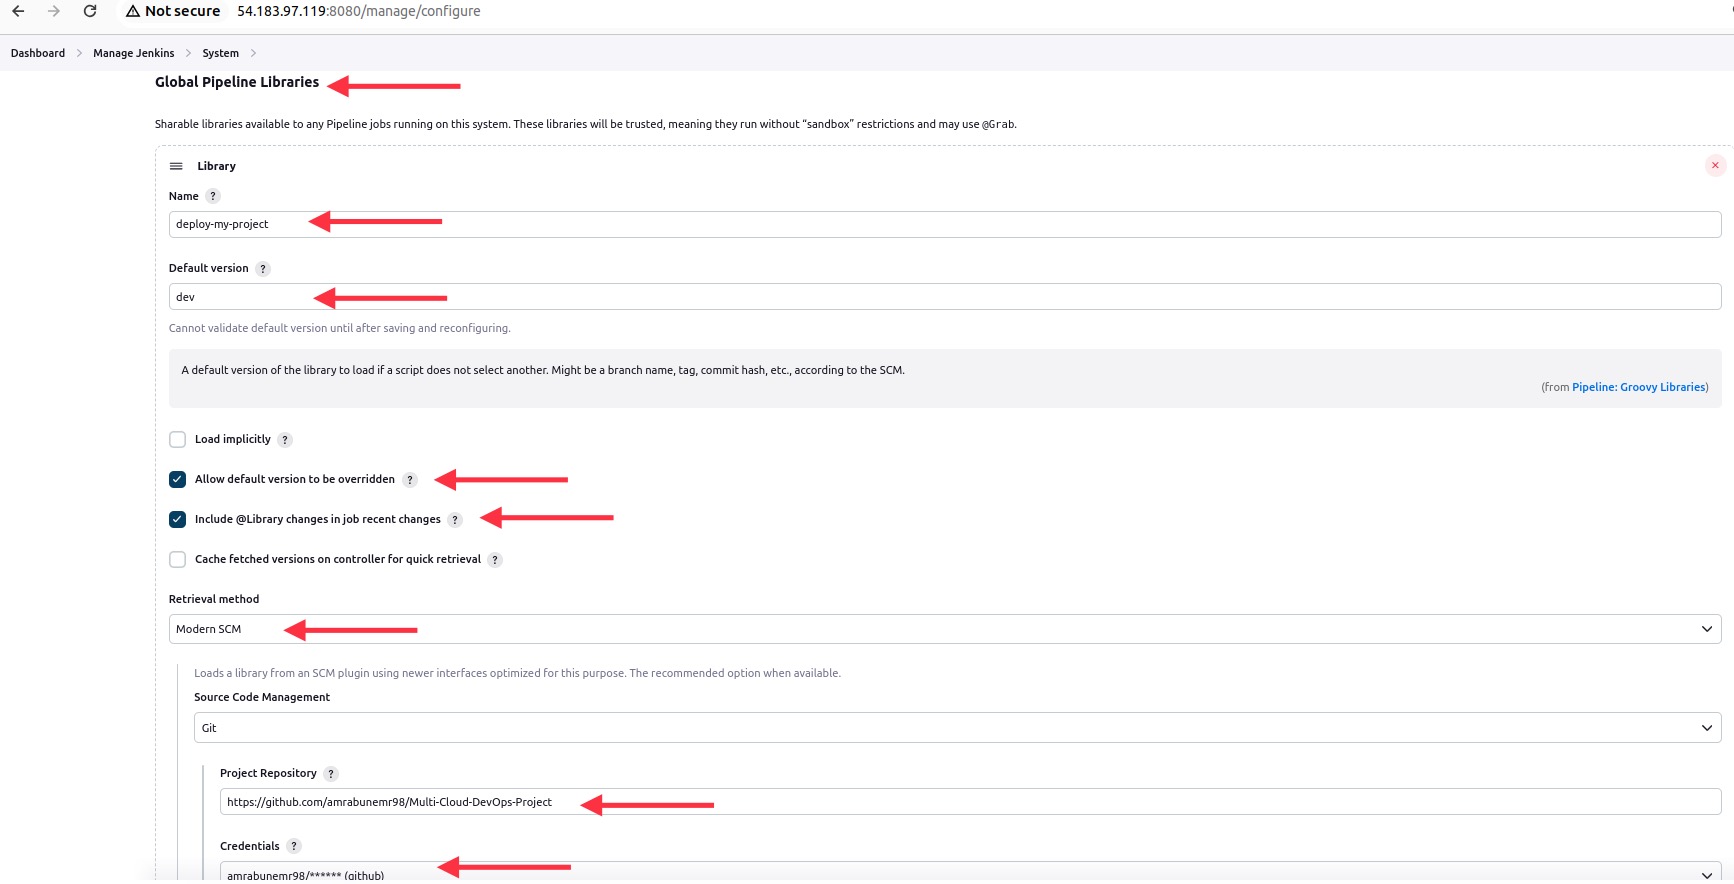 Not secure 54.183.97.119:8080/manage/configure
Dashboard Manage Jenkins System
Global Pipeline Libraries
Sharable libraries available to any Pipeline jobs running on this system. These libraries will be trusted, meaning they run without “sandbox” restrictions and may use @Grab.
Library
Name ?
deploy-my-project
Default version ?
dev
Cannot validate default version until after saving and reconfiguring.
A default version of the library to load if a script does not select another. Might be a branch name, tag, commit hash, etc., according to the SCM.
(from Pipeline: Groovy Libraries)
Load implicitly ?
Allow default version to be overridden ?
Include @Library changes in job recent changes ?
Cache fetched versions on controller for quick retrieval ?
Retrieval method
Modern SCM
Loads a library from an SCM plugin using newer interfaces optimized for this purpose. The recommended option when available.
Source Code Management
Git
Project Repository ?
https://github.com/amrabunemr98/Multi-Cloud-DevOps-Project
Credentials ?
amrabunemr98/****** (github)